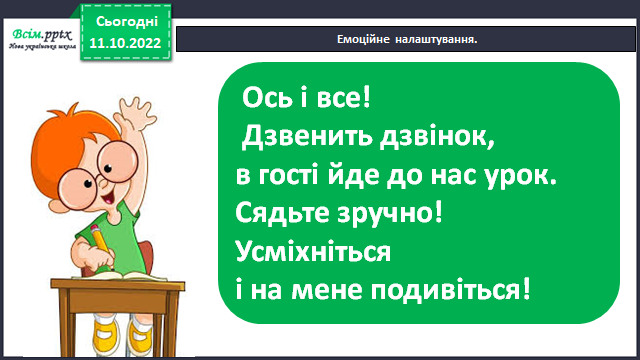 Всім.pptx
Нова українська школа
Сьогодні
11.10.2022
Емоційне налаштування.
Ось і все!
Дзвенить дзвінок,
в гості йде до нас урок.
Сядьте зручно!
Усміхніться
і на мене подивіться!